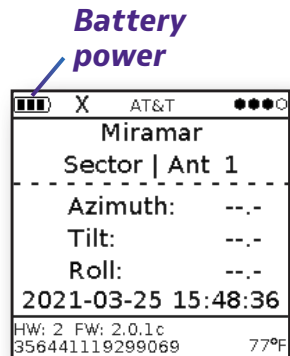 Battery
power
X AT&T
Miramar
Sector | Ant 1
Azimuth: --.-
Tilt: --.-
Roll: --.-
2021-03-25 15:48:36
HW: 2 FW: 2.0.1c
356441119299069 77°F